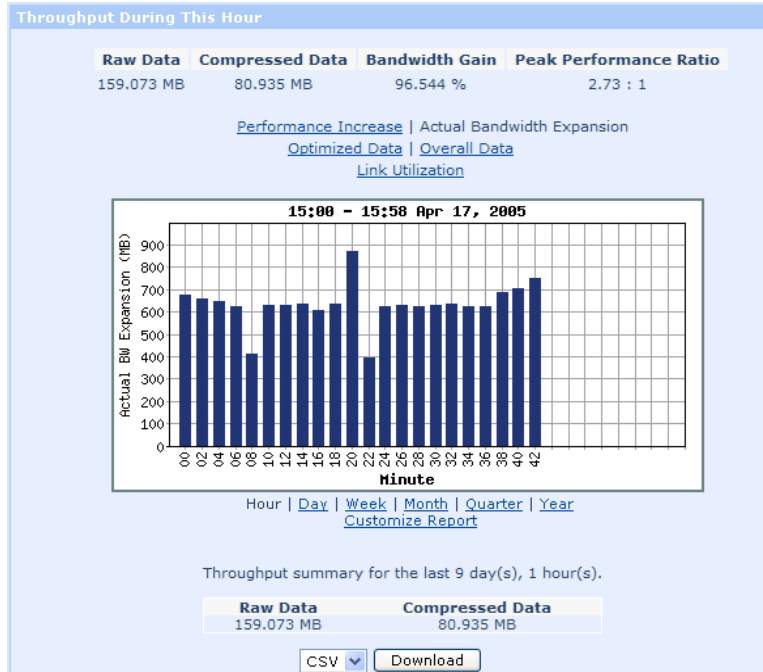 Throughput During This Hour
Raw Data Compressed Data Bandwidth Gain Peak Performance Ratio
159.073 MB 80.935 MB 96.544 % 2.73 : 1
Performance Increase | Actual Bandwidth Expansion
Optimized Data | Overall Data
Link Utilization
15:00 - 15:58 Apr 17, 2005
Actual BW Expansion (MB)
900
800
700
600
500
400
300
200
100
0
00 02 04 06 08 10 12 14 16 18 20 22 24 26 28 30 32 34 36 38 40 42
Minute
Hour | Day | Week | Month | Quarter | Year
Customize Report
Throughput summary for the last 9 day(s), 1 hour(s).
Raw Data Compressed Data
159.073 MB 80.935 MB
CSV Download